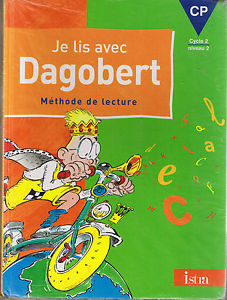 CP
Cycle 2
niveau 2
Je lis avec
Dagobert
Méthode de lecture
istra